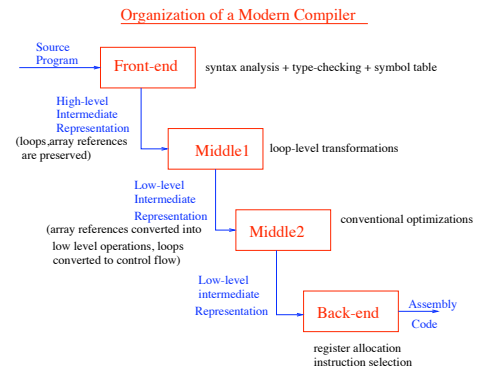 Organization of a Modern Compiler
Source
Program
Front-end
syntax analysis + type-checking + symbol table
High-level
Intermediate
Representation
(loops,array references
are preserved)
Middle1
loop-level transformations
Low-level
Intermediate
Representation
(array references converted into
low level operations, loops
converted to control flow)
Middle2
conventional optimizations
Low-level
intermediate
Representation
Back-end
Assembly
Code
register allocation
instruction selection